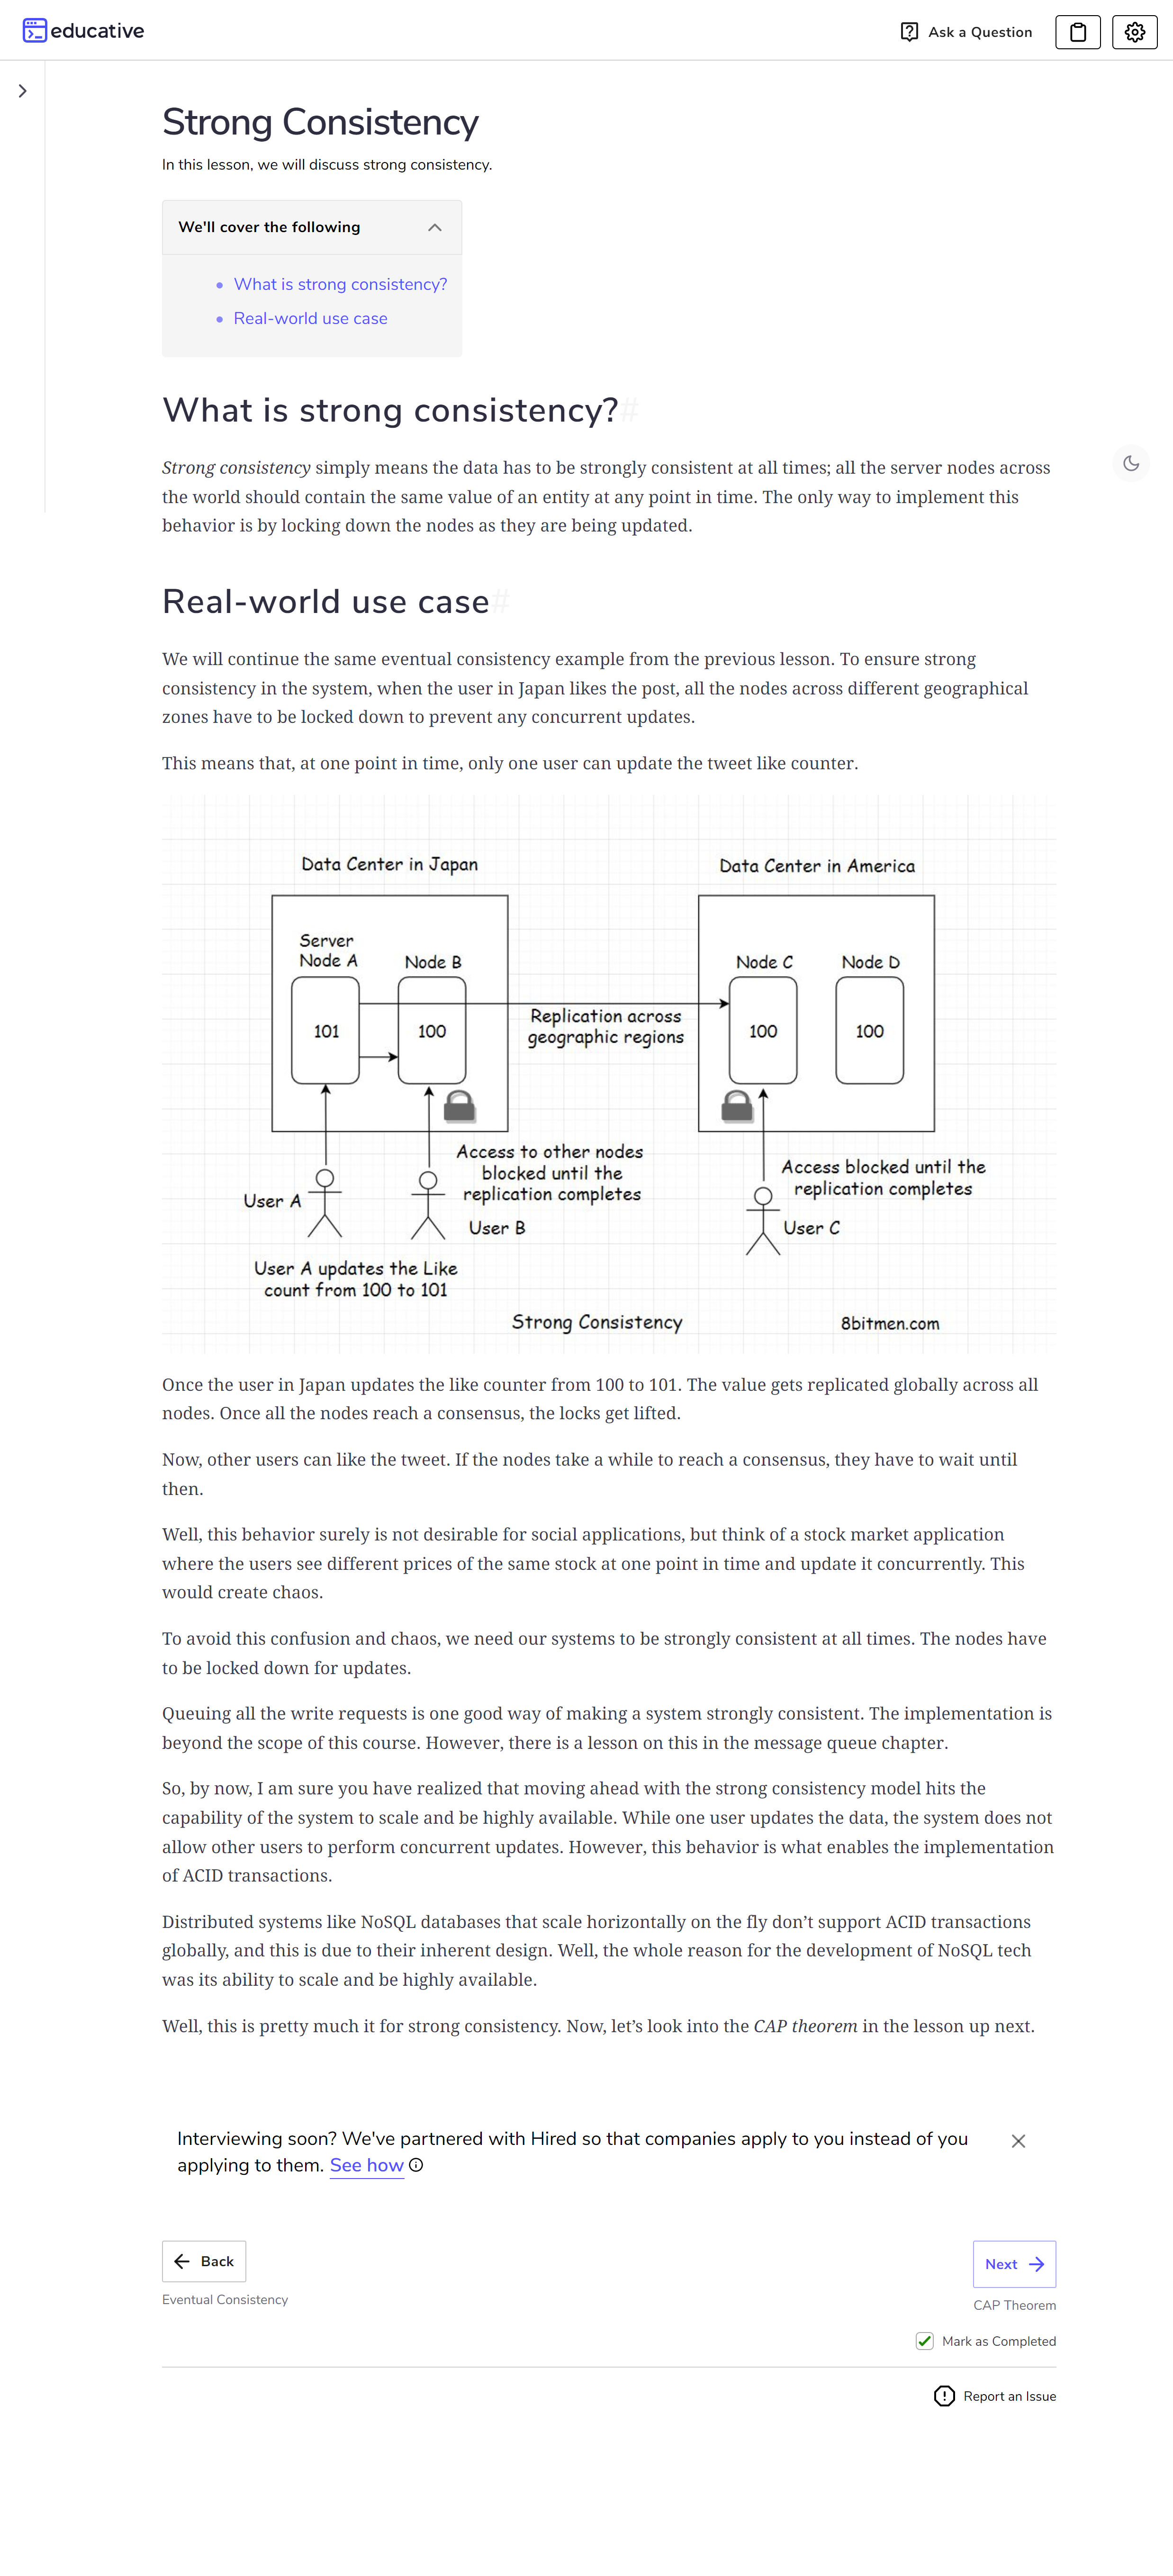 educative
Ask a Question
Strong Consistency
In this lesson, we will discuss strong consistency.
We'll cover the following
What is strong consistency?
Real-world use case
What is strong consistency?#
Strong consistency simply means the data has to be strongly consistent at all times; all the server nodes across
the world should contain the same value of an entity at any point in time. The only way to implement this
behavior is by locking down the nodes as they are being updated.
Real-world use case#
We will continue the same eventual consistency example from the previous lesson. To ensure strong
consistency in the system, when the user in Japan likes the post, all the nodes across different geographical
zones have to be locked down to prevent any concurrent updates.
This means that, at one point in time, only one user can update the tweet like counter.
Data Center in Japan
Data Center in America
Server
Node A
Node B
Node C
Node D
101
100
Replication across
geographic regions
100
100
Access to other nodes
blocked until the
replication completes
Access blocked until the
replication completes
User A
User B
User C
User A updates the Like
count from 100 to 101
Strong Consistency
8bitmen.com
Once the user in Japan updates the like counter from 100 to 101. The value gets replicated globally across all
nodes. Once all the nodes reach a consensus, the locks get lifted.
Now, other users can like the tweet. If the nodes take a while to reach a consensus, they have to wait until
then.
Well, this behavior surely is not desirable for social applications, but think of a stock market application
where the users see different prices of the same stock at one point in time and update it concurrently. This
would create chaos.
To avoid this confusion and chaos, we need our systems to be strongly consistent at all times. The nodes have
to be locked down for updates.
Queuing all the write requests is one good way of making a system strongly consistent. The implementation is
beyond the scope of this course. However, there is a lesson on this in the message queue chapter.
So, by now, I am sure you have realized that moving ahead with the strong consistency model hits the
capability of the system to scale and be highly available. While one user updates the data, the system does not
allow other users to perform concurrent updates. However, this behavior is what enables the implementation
of ACID transactions.
Distributed systems like NoSQL databases that scale horizontally on the fly don’t support ACID transactions
globally, and this is due to their inherent design. Well, the whole reason for the development of NoSQL tech
was its ability to scale and be highly available.
Well, this is pretty much it for strong consistency. Now, let’s look into the CAP theorem in the lesson up next.
Interviewing soon? We've partnered with Hired so that companies apply to you instead of you
applying to them. See how
Back
Next
Eventual Consistency
CAP Theorem
Mark as Completed
Report an Issue